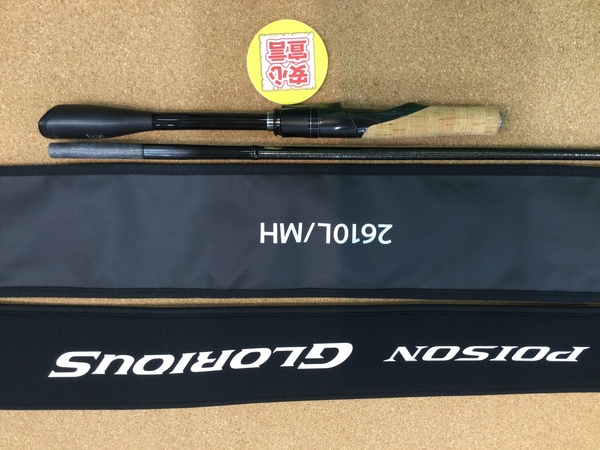 POISON GLORIOUS
2610L/MH
安心
宣言